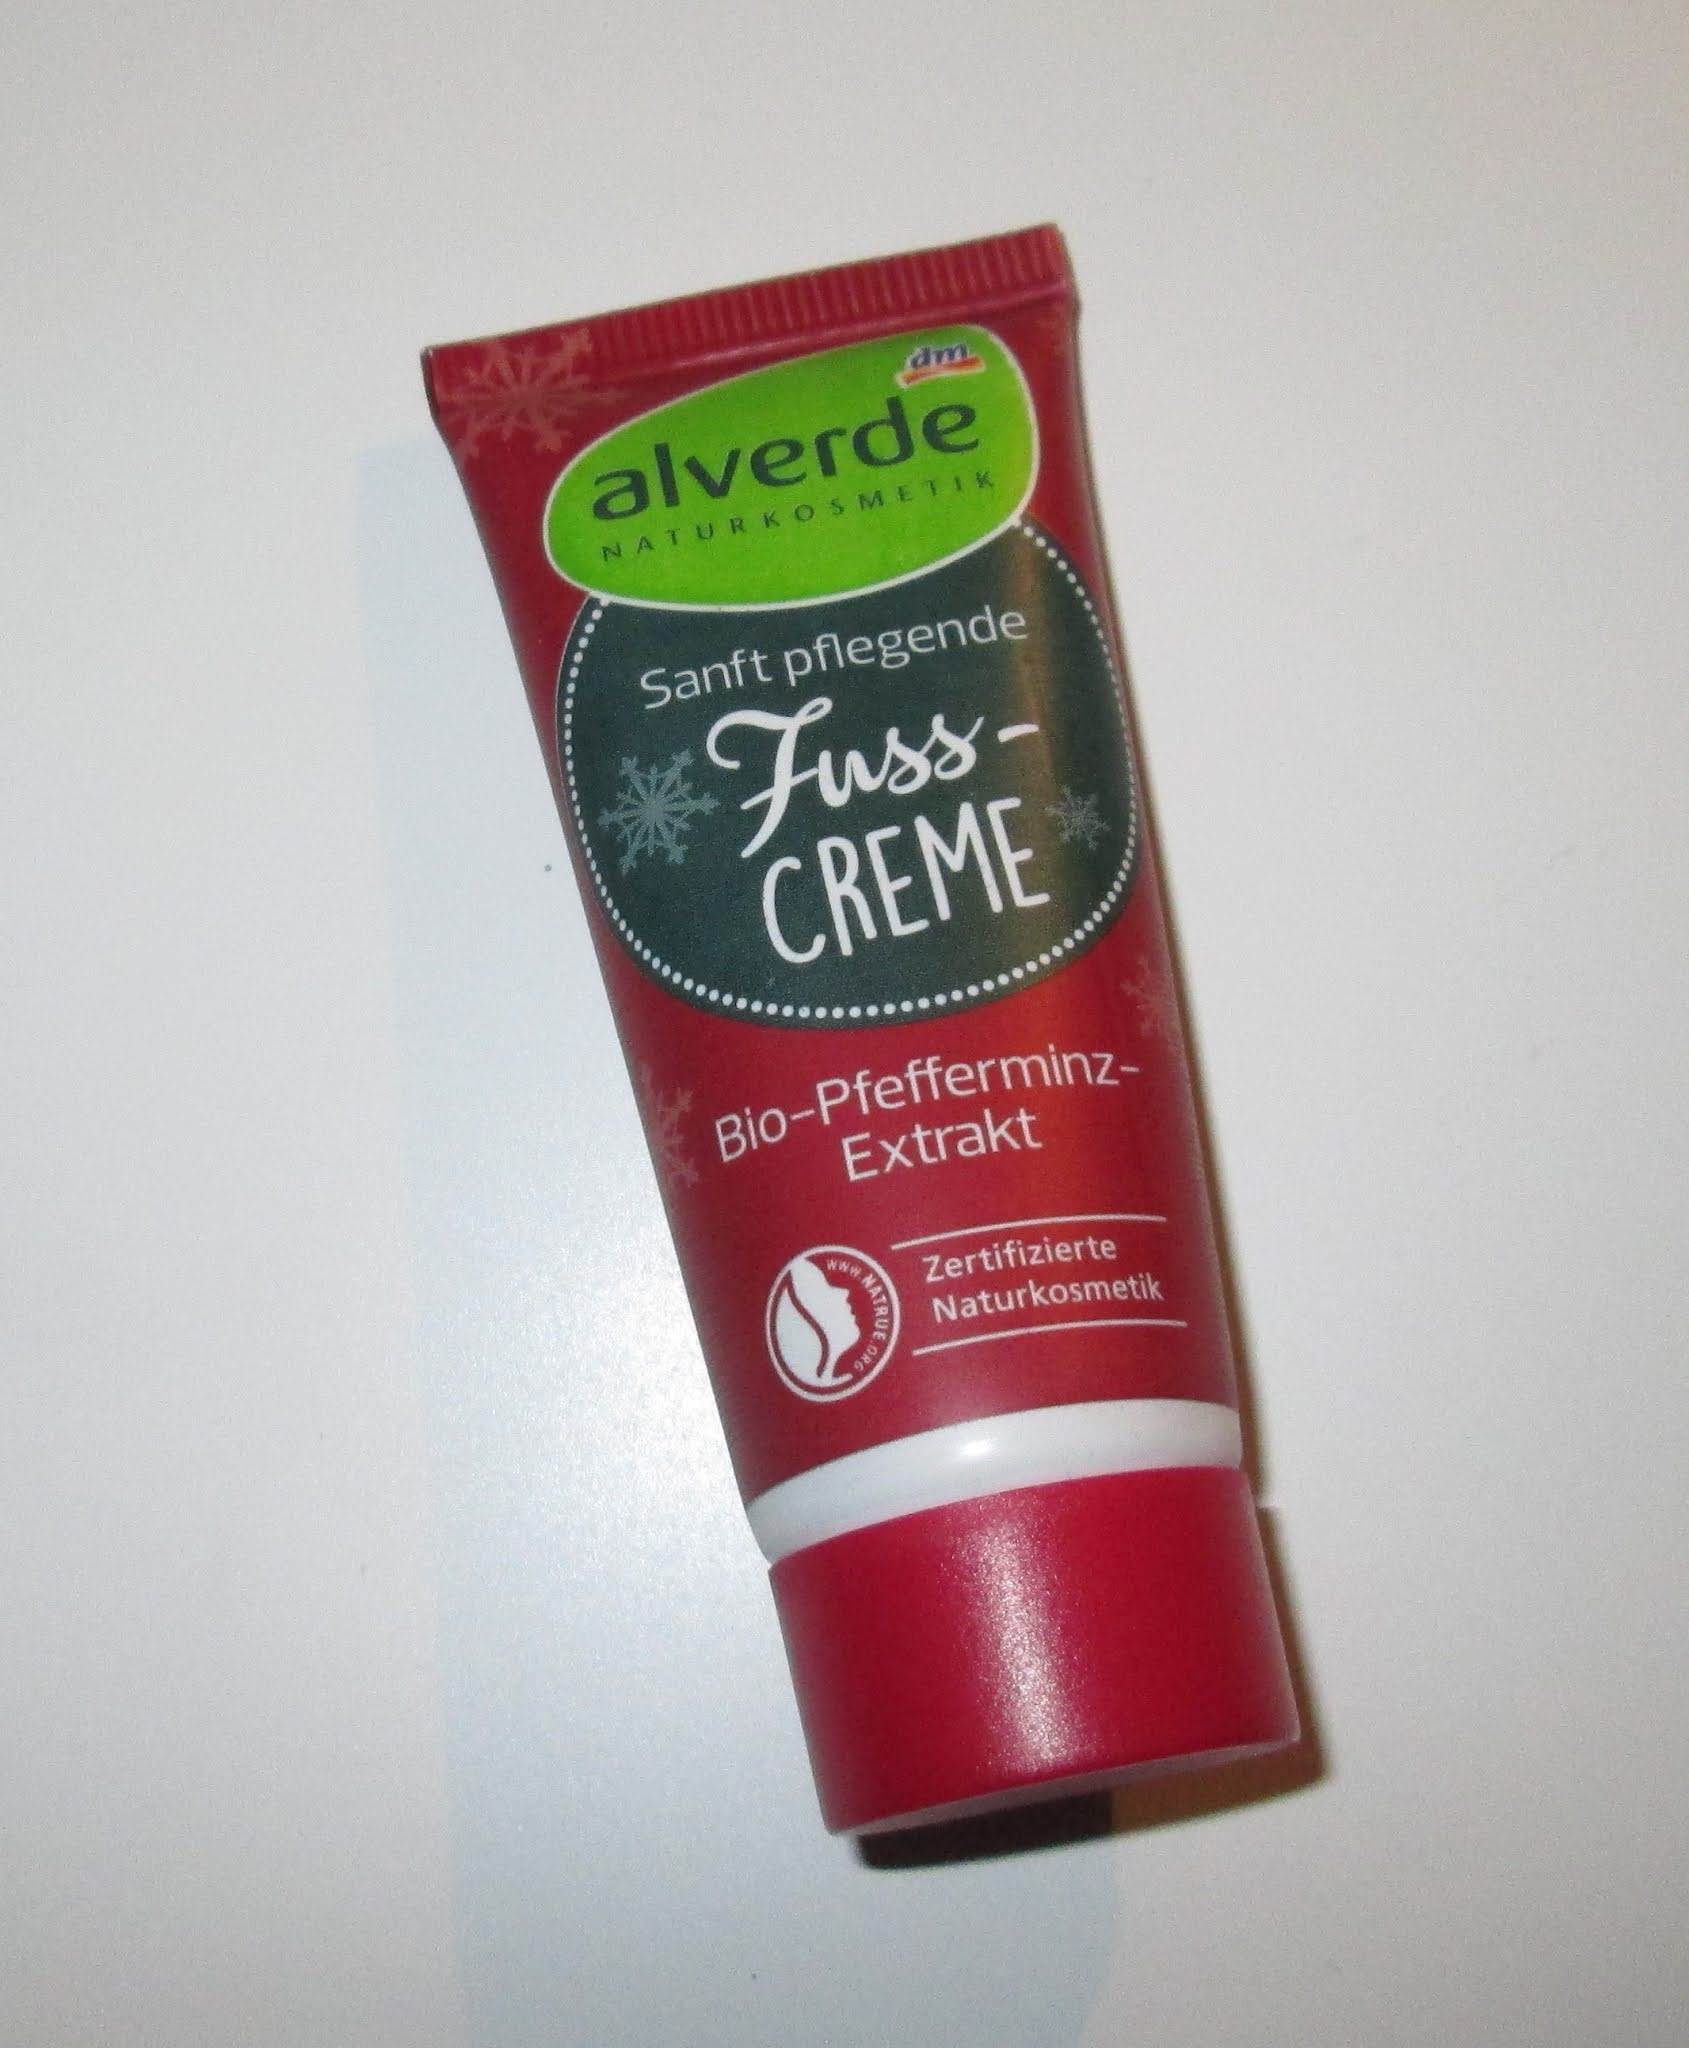 dm
alverde
NATURKOSMETIK
Sanft pflegende
Fuss-
CREME
Bio-Pfefferminz-
Extrakt
www.NATRUE.ORG
Zertifizierte
Naturkosmetik